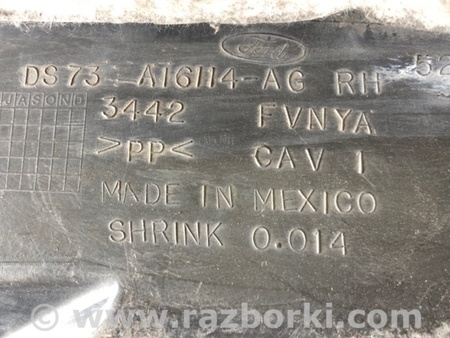 Ford
DS73 A16114-AG RH 52
JASOND
3442 FVNYA
>PP< CAV 1
MADE IN MEXICO
SHRINK 0.014
www.razborki.com